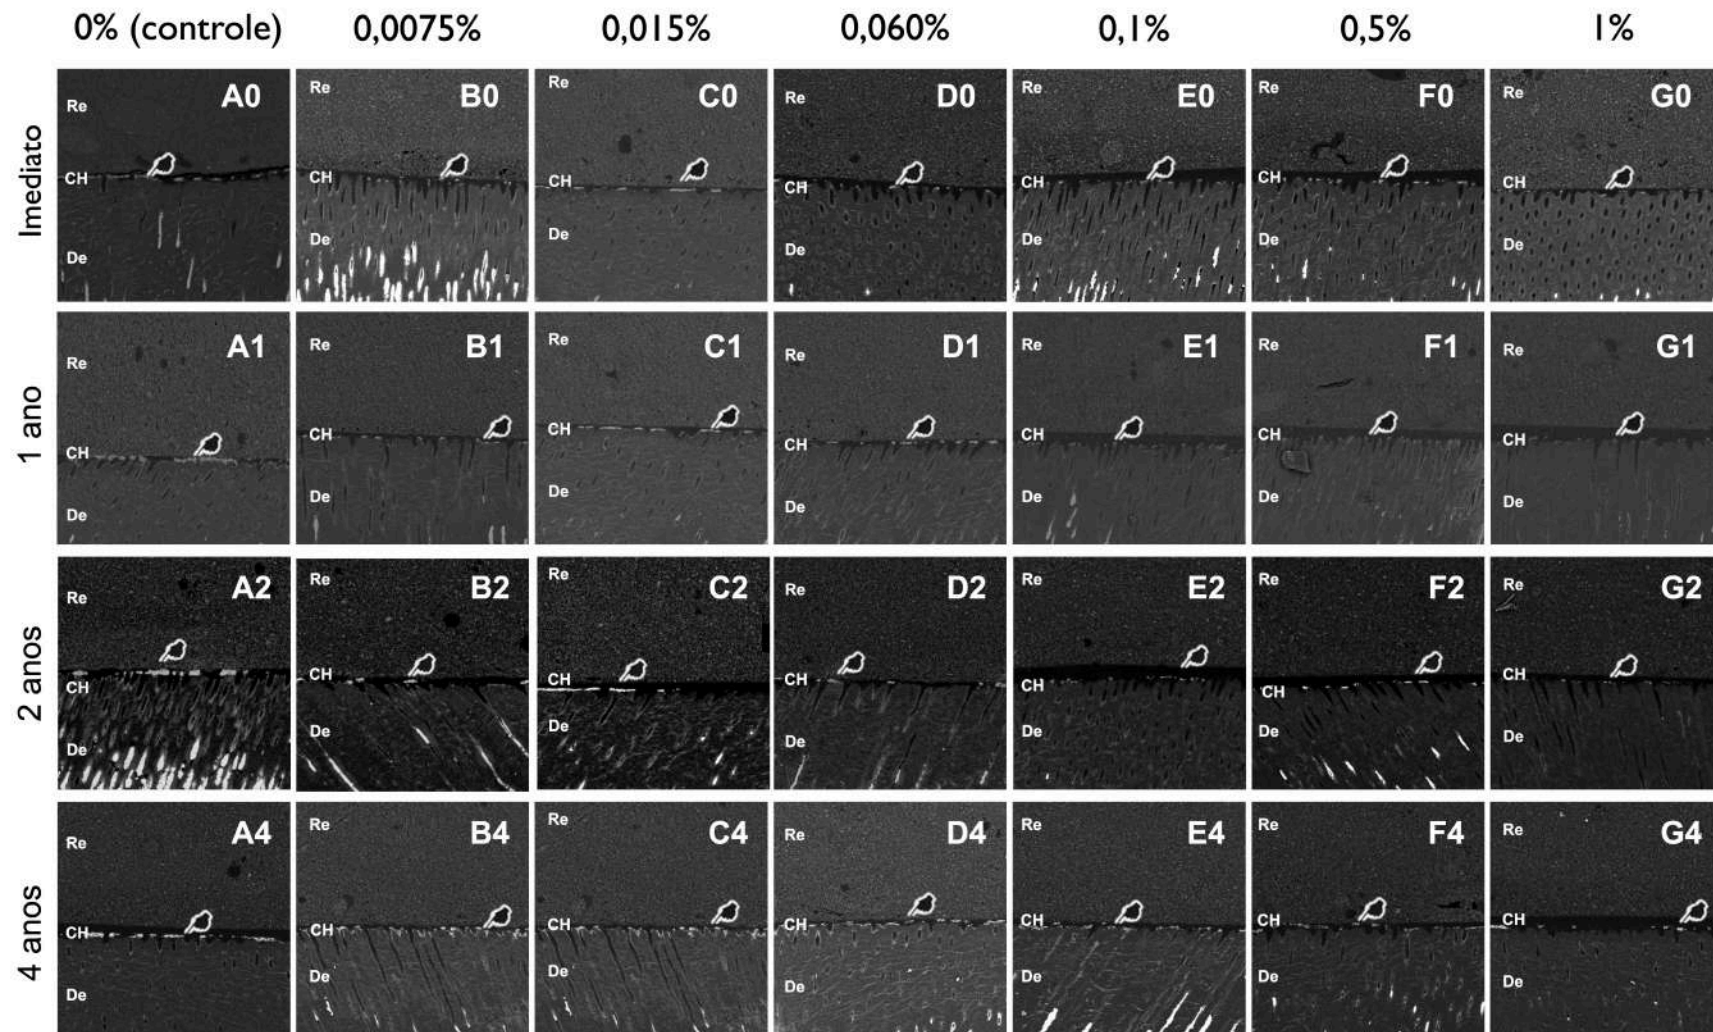 0% (controle) 0,0075% 0,015% 0,060% 0,1% 0,5% 1%
Imediato
A0 B0 C0 D0 E0 F0 G0
Re Re Re Re Re Re Re
CH CH CH CH CH CH CH
De De De De De De De
1 ano
A1 B1 C1 D1 E1 F1 G1
Re Re Re Re Re Re Re
CH CH CH CH CH CH CH
De De De De De De De
2 anos
A2 B2 C2 D2 E2 F2 G2
Re Re Re Re Re Re Re
CH CH CH CH CH CH CH
De De De De De De De
4 anos
A4 B4 C4 D4 E4 F4 G4
Re Re Re Re Re Re Re
CH CH CH CH CH CH CH
De De De De De De De